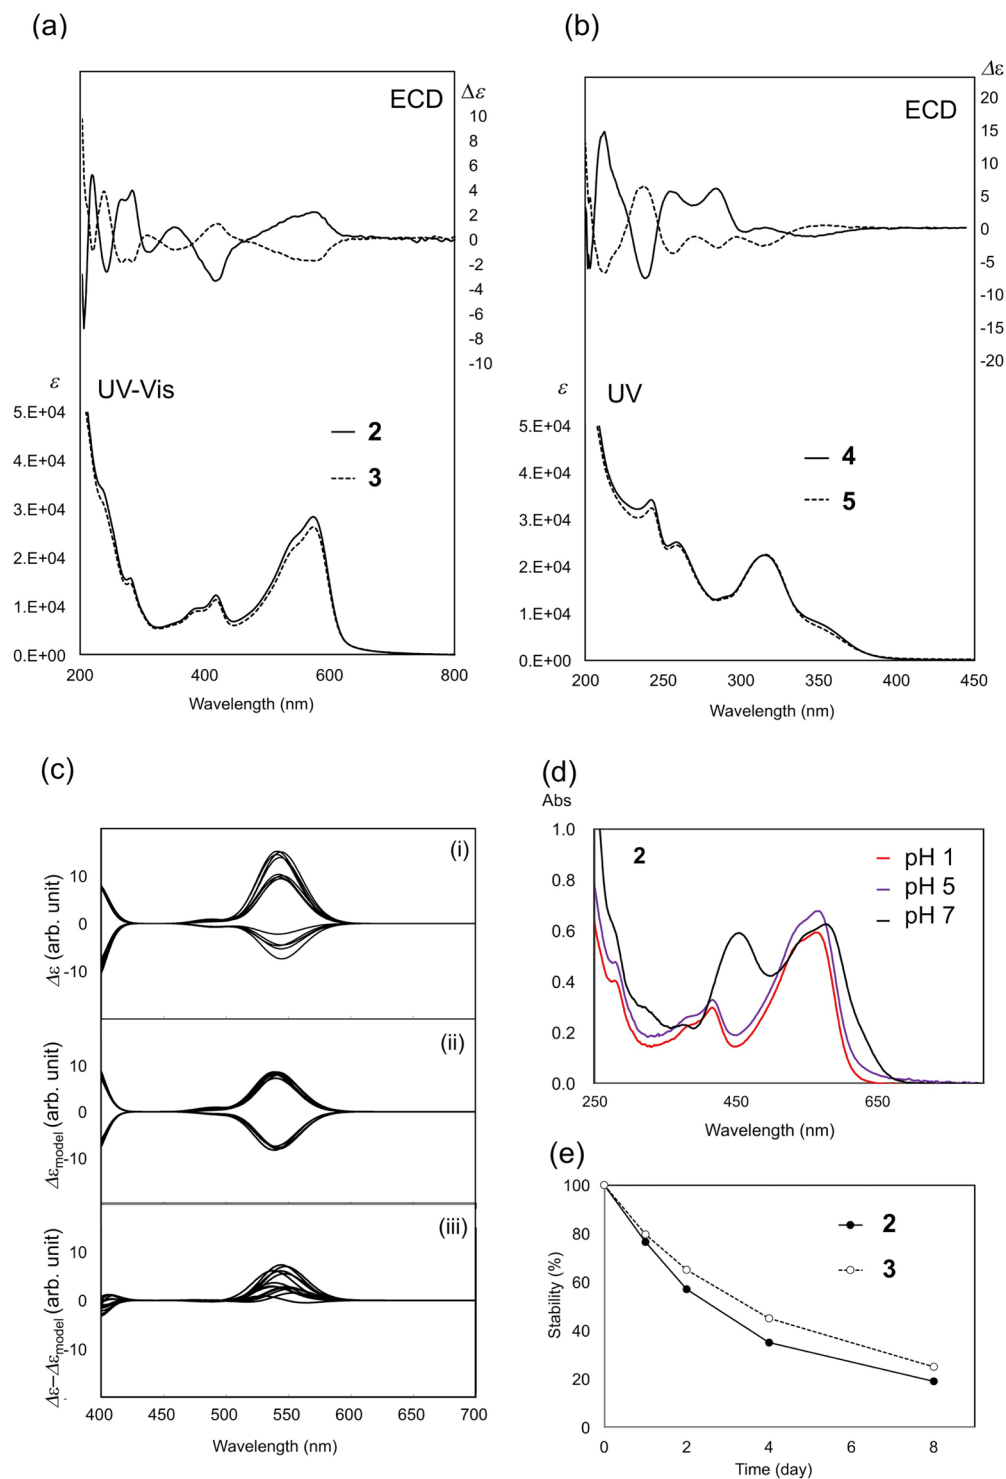 (a)
ECD
Δε
10
8
6
4
2
0
-2
-4
-6
-8
-10
ε
UV-Vis
5.E+04
4.E+04
3.E+04
2.E+04
1.E+04
0.E+00
2
3
200
400
600
800
Wavelength (nm)
(b)
ECD
Δε
20
15
10
5
0
-5
-10
-15
-20
ε
UV
5.E+04
4.E+04
3.E+04
2.E+04
1.E+04
0.E+00
4
5
200
250
300
350
400
450
Wavelength (nm)
(c)
(i)
Δε (arb. unit)
10
0
-10
(ii)
Δεmodel (arb. unit)
10
0
-10
(iii)
Δε−Δεmodel (arb. unit)
10
0
-10
-
400
450
500
550
600
650
700
Wavelength (nm)
(d)
Abs
1.0
0.8
0.6
0.4
0.2
0.0
2
pH 1
pH 5
pH 7
250
450
650
Wavelength (nm)
(e)
Stability (%)
100
80
60
40
20
0
2
3
0
2
4
6
8
Time (day)